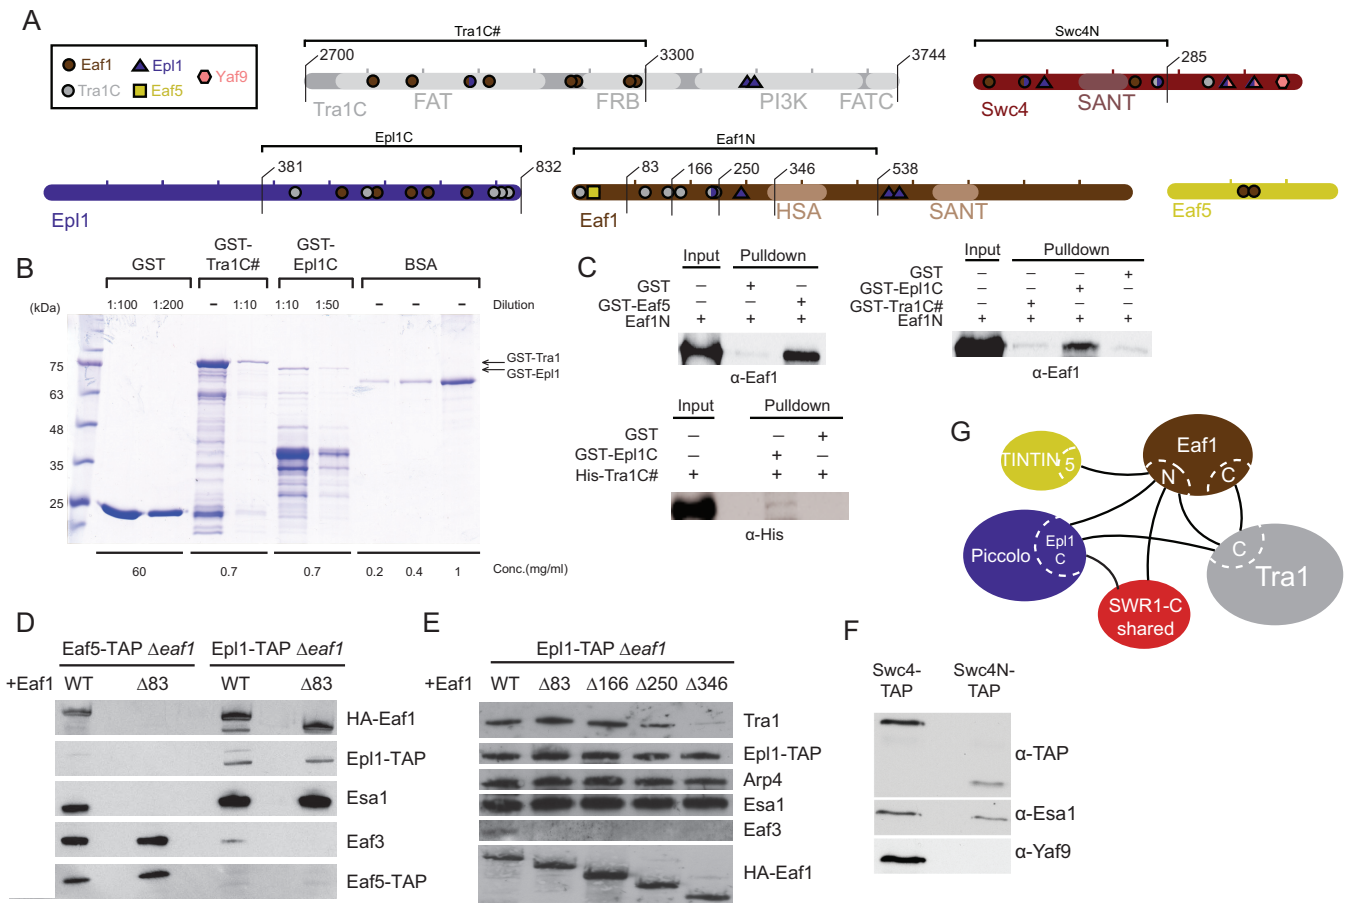 A
Eaf1
Epl1
Yaf9
Tra1C
Eaf5
Tra1C#
2700
3300
3744
Tra1C
FAT
FRB
PI3K
FATC
Swc4N
285
Swc4
SANT
Epl1C
381
832
Epl1
Eaf1N
83
166
250
346
538
Eaf1
HSA
SANT
Eaf5
B
GST
GST-
Tra1C#
GST-
Epl1C
BSA
(kDa)
1:100
1:200
–
1:10
1:10
1:50
–
–
–
Dilution
75
63
48
35
25
GST-Tra1
GST-Epl1
60
0.7
0.7
0.2
0.4
1
Conc.(mg/ml)
C
Input
Pulldown
GST – + –
GST-Eaf5 – – +
Eaf1N + + +
α-Eaf1
Input
Pulldown
GST – – – +
GST-Epl1C – – + –
GST-Tra1C# – + – –
Eaf1N + + + +
α-Eaf1
Input
Pulldown
GST – – +
GST-Epl1C – + –
His-Tra1C# + + +
α-His
G
TINTIN
5
Eaf1
N
C
Piccolo
Epl1
C
C
Tra1
SWR1-C
shared
D
Eaf5-TAP Δeaf1
Epl1-TAP Δeaf1
+Eaf1 WT Δ83 WT Δ83
HA-Eaf1
Epl1-TAP
Esa1
Eaf3
Eaf5-TAP
E
Epl1-TAP Δeaf1
+Eaf1 WT Δ83 Δ166 Δ250 Δ346
Tra1
Epl1-TAP
Arp4
Esa1
Eaf3
HA-Eaf1
F
Swc4-
TAP
Swc4N-
TAP
α-TAP
α-Esa1
α-Yaf9